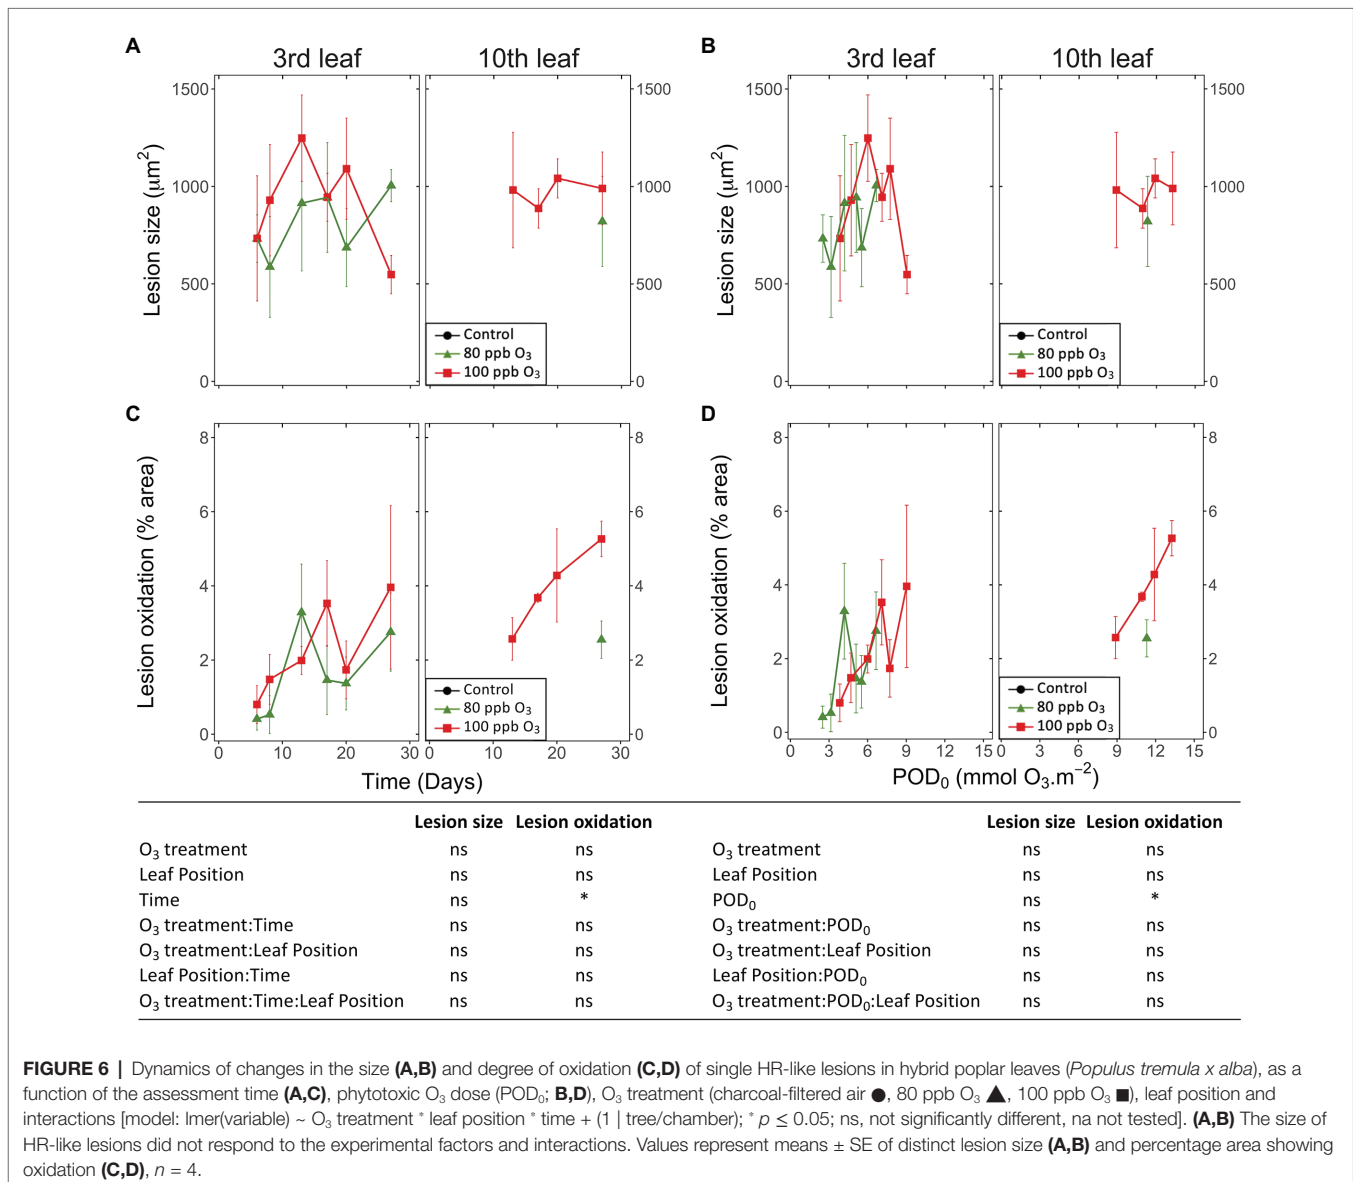 A
3rd leaf
10th leaf
Lesion size (μm²)
1500
1000
500
0
1500
1000
500
0
Control
80 ppb O₃
100 ppb O₃
B
3rd leaf
10th leaf
Lesion size (μm²)
1500
1000
500
0
Control
80 ppb O₃
100 ppb O₃
C
Lesion oxidation (% area)
8
6
4
2
0
8
6
4
2
0
Control
80 ppb O₃
100 ppb O₃
0 10 20 30 0 10 20 30
Time (Days)
D
Lesion oxidation (% area)
8
6
4
2
0
8
6
4
2
0
Control
80 ppb O₃
100 ppb O₃
0 3 6 9 12 15 0 3 6 9 12 15
POD₀ (mmol O₃.m⁻²)
Lesion size Lesion oxidation Lesion size Lesion oxidation
O₃ treatment ns ns O₃ treatment ns ns
Leaf Position ns ns Leaf Position ns ns
Time ns * POD₀ ns *
O₃ treatment:Time ns ns O₃ treatment:POD₀ ns ns
O₃ treatment:Leaf Position ns ns O₃ treatment:Leaf Position ns ns
Leaf Position:Time ns ns Leaf Position:POD₀ ns ns
O₃ treatment:Time:Leaf Position ns ns O₃ treatment:POD₀:Leaf Position ns ns
FIGURE 6 | Dynamics of changes in the size (A,B) and degree of oxidation (C,D) of single HR-like lesions in hybrid poplar leaves (Populus tremula x alba), as a
function of the assessment time (A,C), phytotoxic O₃ dose (POD₀; B,D), O₃ treatment (charcoal-filtered air ●, 80 ppb O₃ ▲, 100 ppb O₃ ■), leaf position and
interactions [model: lmer(variable) ~ O₃ treatment * leaf position * time + (1 | tree/chamber); * p ≤ 0.05; ns, not significantly different, na not tested]. (A,B) The size of
HR-like lesions did not respond to the experimental factors and interactions. Values represent means ± SE of distinct lesion size (A,B) and percentage area showing
oxidation (C,D), n = 4.